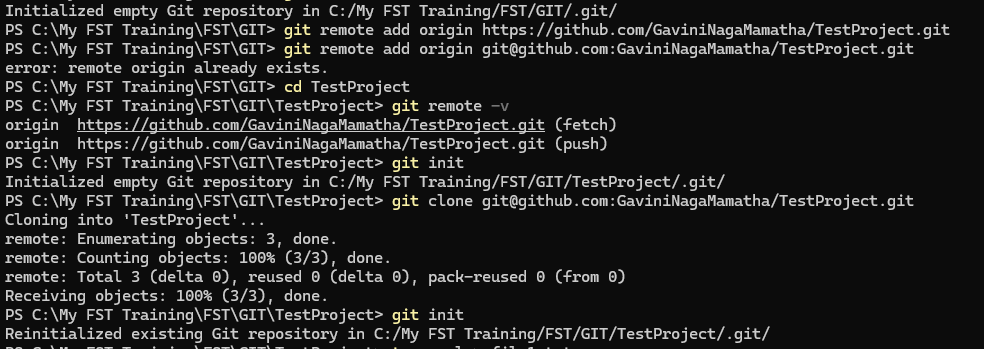 Initialized empty Git repository in C:/My FST Training/FST/GIT/.git/
PS C:\My FST Training\FST\GIT> git remote add origin https://github.com/GaviniNagaMamatha/TestProject.git
PS C:\My FST Training\FST\GIT> git remote add origin git@github.com:GaviniNagaMamatha/TestProject.git
error: remote origin already exists.
PS C:\My FST Training\FST\GIT> cd TestProject
PS C:\My FST Training\FST\GIT\TestProject> git remote -v
origin  https://github.com/GaviniNagaMamatha/TestProject.git (fetch)
origin  https://github.com/GaviniNagaMamatha/TestProject.git (push)
PS C:\My FST Training\FST\GIT\TestProject> git init
Initialized empty Git repository in C:/My FST Training/FST/GIT/TestProject/.git/
PS C:\My FST Training\FST\GIT\TestProject> git clone git@github.com:GaviniNagaMamatha/TestProject.git
Cloning into 'TestProject'...
remote: Enumerating objects: 3, done.
remote: Counting objects: 100% (3/3), done.
remote: Total 3 (delta 0), reused 0 (delta 0), pack-reused 0 (from 0)
Receiving objects: 100% (3/3), done.
PS C:\My FST Training\FST\GIT\TestProject> git init
Reinitialized existing Git repository in C:/My FST Training/FST/GIT/TestProject/.git/
PS C:\My FST Training\FST\GIT\TestProject>